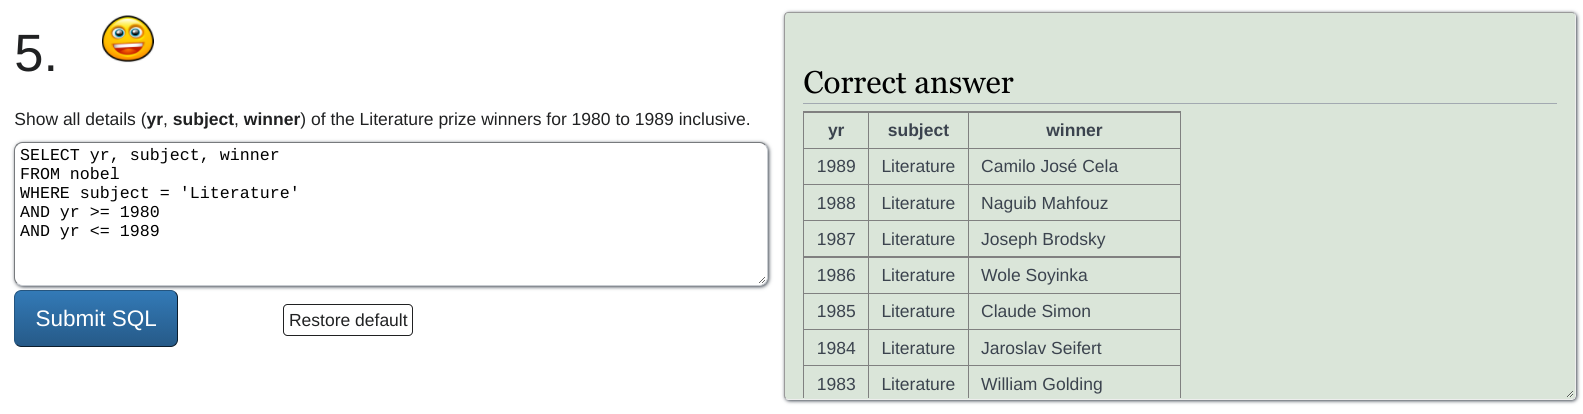 5.
Show all details (yr, subject, winner) of the Literature prize winners for 1980 to 1989 inclusive.
SELECT yr, subject, winner
FROM nobel
WHERE subject = 'Literature'
AND yr >= 1980
AND yr <= 1989
Submit SQL
Restore default
Correct answer
yr subject winner
1989 Literature Camilo José Cela
1988 Literature Naguib Mahfouz
1987 Literature Joseph Brodsky
1986 Literature Wole Soyinka
1985 Literature Claude Simon
1984 Literature Jaroslav Seifert
1983 Literature William Golding